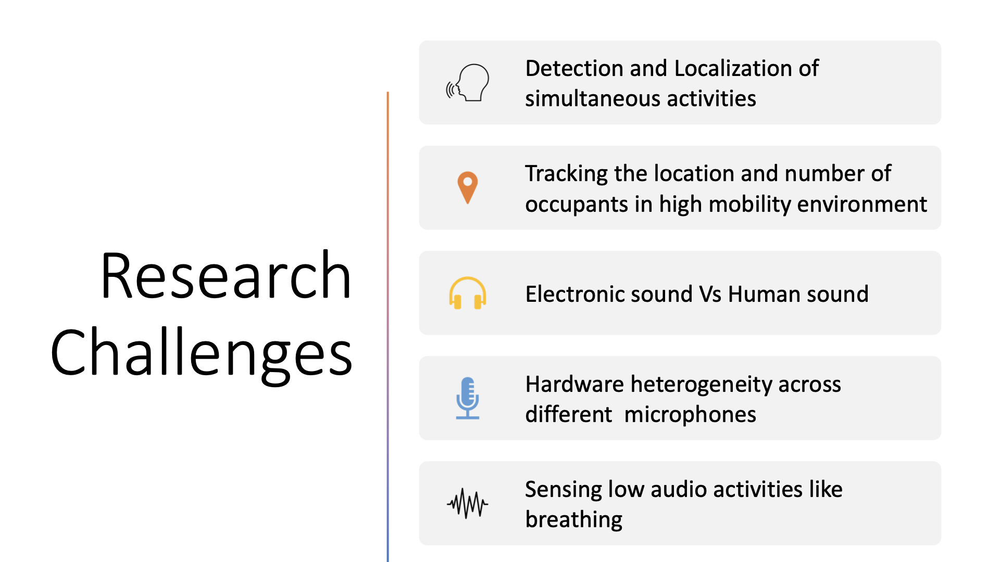 Research
Challenges
Detection and Localization of
simultaneous activities
Tracking the location and number of
occupants in high mobility environment
Electronic sound Vs Human sound
Hardware heterogeneity across
different  microphones
Sensing low audio activities like
breathing